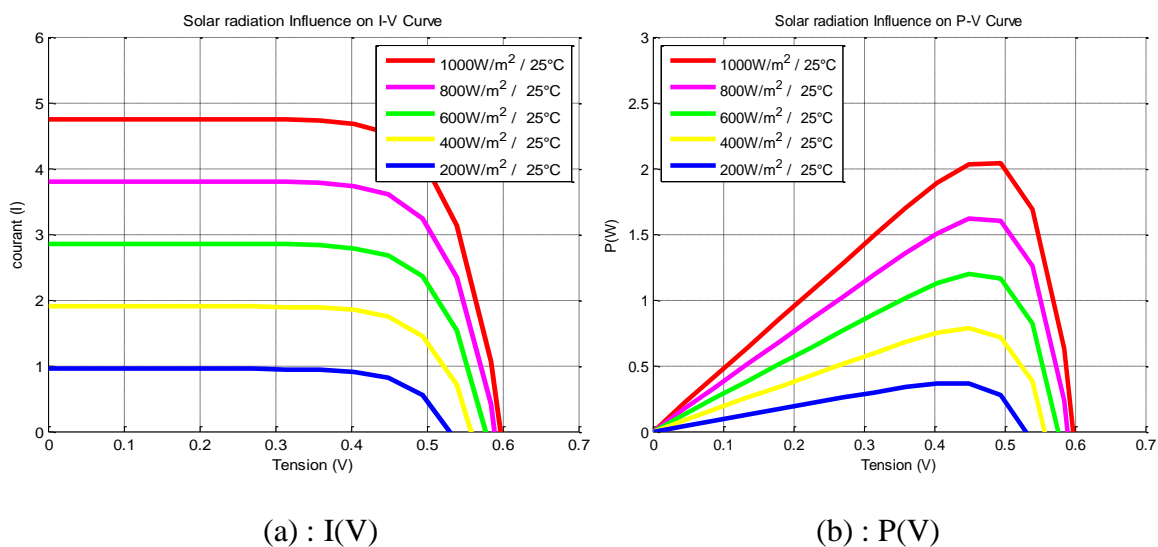 Solar radiation Influence on I-V Curve
6
5
4
3
2
1
0
courant (I)
1000W/m² / 25°C
800W/m² / 25°C
600W/m² / 25°C
400W/m² / 25°C
200W/m² / 25°C
0 0.1 0.2 0.3 0.4 0.5 0.6 0.7
Tension (V)
(a) : I(V)
Solar radiation Influence on P-V Curve
3
2.5
2
1.5
1
0.5
0
P(W)
1000W/m² / 25°C
800W/m² / 25°C
600W/m² / 25°C
400W/m² / 25°C
200W/m² / 25°C
0 0.1 0.2 0.3 0.4 0.5 0.6 0.7
Tension (V)
(b) : P(V)